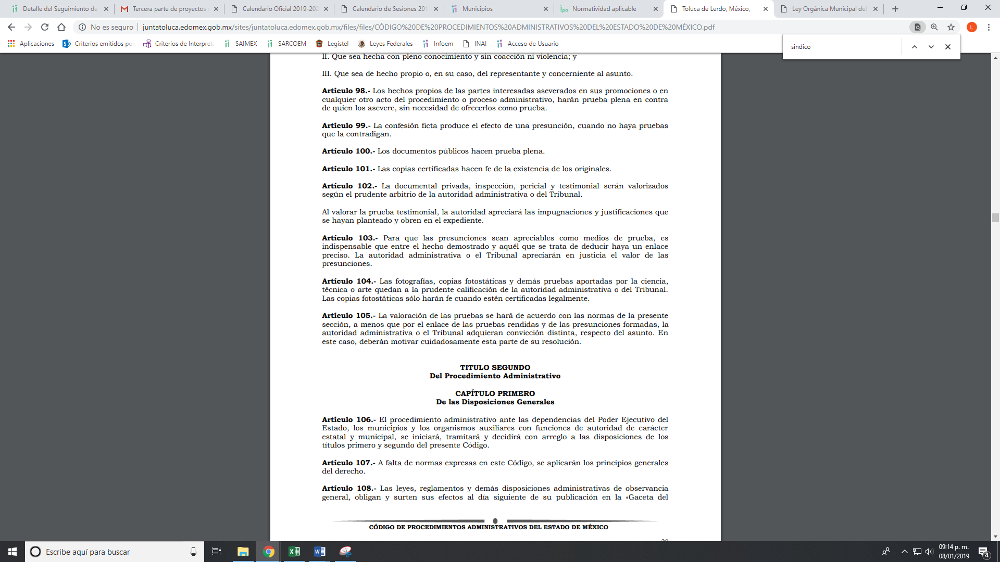 Detalle del Seguimiento de
Tercera parte de proyectos
Calendario Oficial 2019-202
Calendario de Sesiones 201
Municipios
Normatividad aplicable
Toluca de Lerdo, México,
Ley Orgánica Municipal del
No es seguro
juntatoluca.edomex.gob.mx/sites/juntatoluca.edomex.gob.mx/files/files/CÓDIGO%20DE%20PROCEDIMIENTOS%20ADMINISTRATIVOS%20DEL%20ESTADO%20DE%20MÉXICO.pdf
L
Aplicaciones
Criterios emitidos po
Criterios de Interpret
SAIMEX
SARCOEM
Legistel
Leyes Federales
Infoem
INAI
Acceso de Usuario
sindico
II. Que sea hecha con pleno conocimiento y sin coacción ni violencia; y
III. Que sea de hecho propio o, en su caso, del representante y concerniente al asunto.
Artículo 98.- Los hechos propios de las partes interesadas aseverados en sus promociones o en
cualquier otro acto del procedimiento o proceso administrativo, harán prueba plena en contra
de quien los asevere, sin necesidad de ofrecerlos como prueba.
Artículo 99.- La confesión ficta produce el efecto de una presunción, cuando no haya pruebas
que la contradigan.
Artículo 100.- Los documentos públicos hacen prueba plena.
Artículo 101.- Las copias certificadas hacen fe de la existencia de los originales.
Artículo 102.- La documental privada, inspección, pericial y testimonial serán valorizados
según el prudente arbitrio de la autoridad administrativa o del Tribunal.
Al valorar la prueba testimonial, la autoridad apreciará las impugnaciones y justificaciones que
se hayan planteado y obren en el expediente.
Artículo 103.- Para que las presunciones sean apreciables como medios de prueba, es
indispensable que entre el hecho demostrado y aquél que se trata de deducir haya un enlace
preciso. La autoridad administrativa o el Tribunal apreciarán en justicia el valor de las
presunciones.
Artículo 104.- Las fotografías, copias fotostáticas y demás pruebas aportadas por la ciencia,
técnica o arte quedan a la prudente calificación de la autoridad administrativa o del Tribunal.
Las copias fotostáticas sólo harán fe cuando estén certificadas legalmente.
Artículo 105.- La valoración de las pruebas se hará de acuerdo con las normas de la presente
sección, a menos que por el enlace de las pruebas rendidas y de las presunciones formadas, la
autoridad administrativa o el Tribunal adquieran convicción distinta, respecto del asunto. En
este caso, deberán motivar cuidadosamente esta parte de su resolución.
TITULO SEGUNDO
Del Procedimiento Administrativo
CAPÍTULO PRIMERO
De las Disposiciones Generales
Artículo 106.- El procedimiento administrativo ante las dependencias del Poder Ejecutivo del
Estado, los municipios y los organismos auxiliares con funciones de autoridad de carácter
estatal y municipal, se iniciará, tramitará y decidirá con arreglo a las disposiciones de los
títulos primero y segundo del presente Código.
Artículo 107.- A falta de normas expresas en este Código, se aplicarán los principios generales
del derecho.
Artículo 108.- Las leyes, reglamentos y demás disposiciones administrativas de observancia
general, obligan y surten sus efectos al día siguiente de su publicación en la «Gaceta del
CÓDIGO DE PROCEDIMIENTOS ADMINISTRATIVOS DEL ESTADO DE MÉXICO
Escribe aquí para buscar
09:14 p. m.
08/01/2019
4